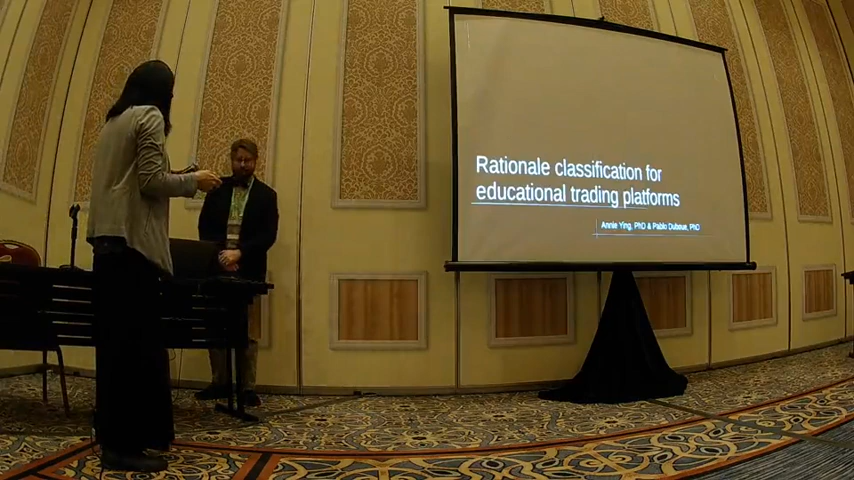 Rationale classification for
educational trading platforms
Annie Ying, PhD & Pablo Duboue, PhD